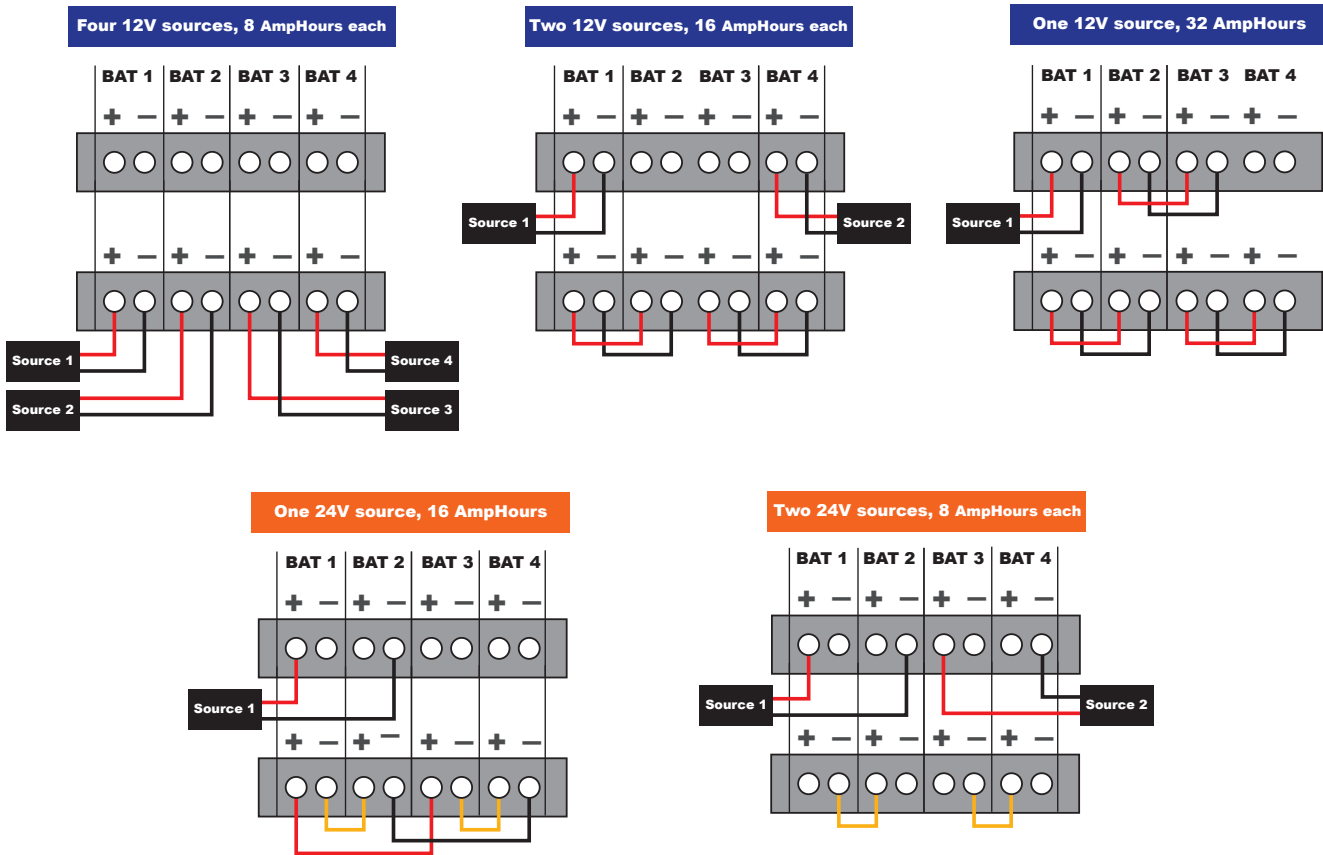 Four 12V sources, 8 AmpHours each
BAT 1 BAT 2 BAT 3 BAT 4
+ − + − + − + −
+ − + − + − + −
Source 1
Source 4
Source 2
Source 3
Two 12V sources, 16 AmpHours each
BAT 1 BAT 2 BAT 3 BAT 4
+ − + − + − + −
Source 1
Source 2
+ − + − + − + −
One 12V source, 32 AmpHours
BAT 1 BAT 2 BAT 3 BAT 4
+ − + − + − + −
Source 1
+ − + − + − + −
One 24V source, 16 AmpHours
BAT 1 BAT 2 BAT 3 BAT 4
+ − + − + − + −
Source 1
+ − + − + − + −
Two 24V sources, 8 AmpHours each
BAT 1 BAT 2 BAT 3 BAT 4
+ − + − + − + −
Source 1
Source 2
+ − + − + − + −